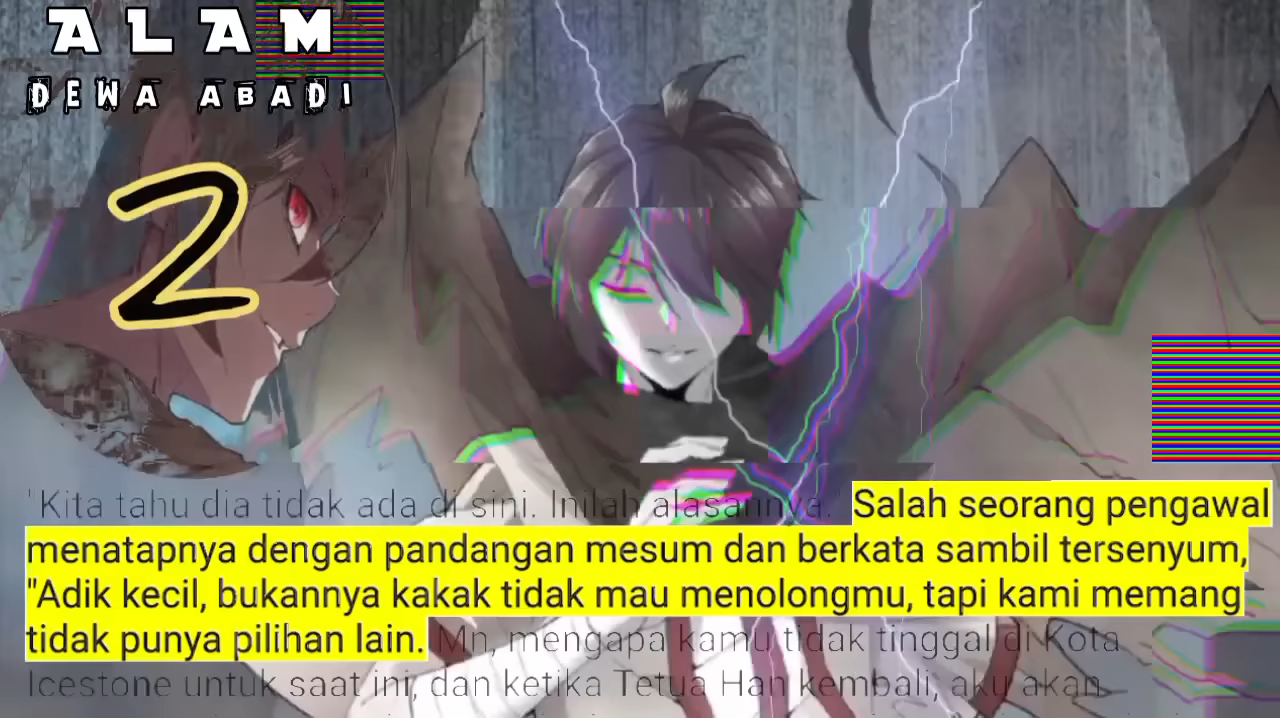 ALAM
DEWA ABADI
2
'Kita tahu dia tidak ada di sini. Inilah alasannya.' Salah seorang pengawal
menatapnya dengan pandangan mesum dan berkata sambil tersenyum,
"Adik kecil, bukannya kakak tidak mau menolongmu, tapi kami memang
tidak punya pilihan lain. Mn, mengapa kamu tidak tinggal di Kota
Icestone untuk saat ini, dan ketika Tetua Han kembali, aku akan